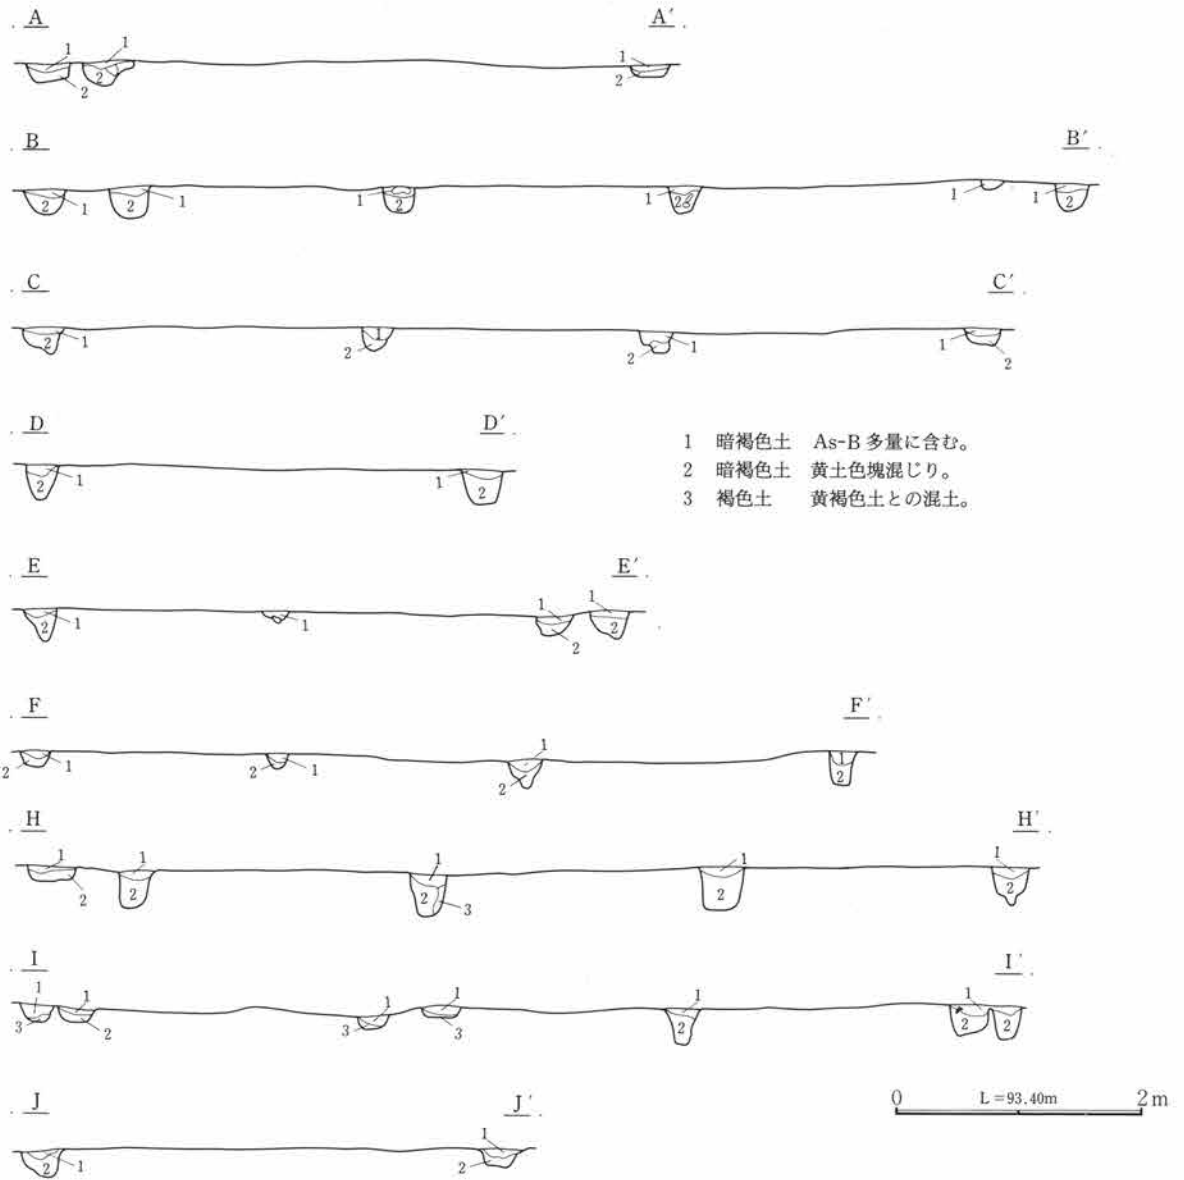 A A′
1 1 1
2 2 2
B B′
1 1 1 1 1 1
2 2 2 2 2
C C′
1 1 1 1
2 2 2 2
D D′
1 1
2 2
1 暗褐色土 As-B 多量に含む。
2 暗褐色土 黄土色塊混じり。
3 褐色土 黄褐色土との混土。
E E′
1 1 1 1
2 2 2
F F′
1 1 1 1
2 2 2 2
H H′
1 1 1 1 1
2 2 2 3 2 2
I I′
1 1 1 1 1 1
3 2 3 3 2 2 2
J J′
1 1
2 2
0 L=93.40m 2m